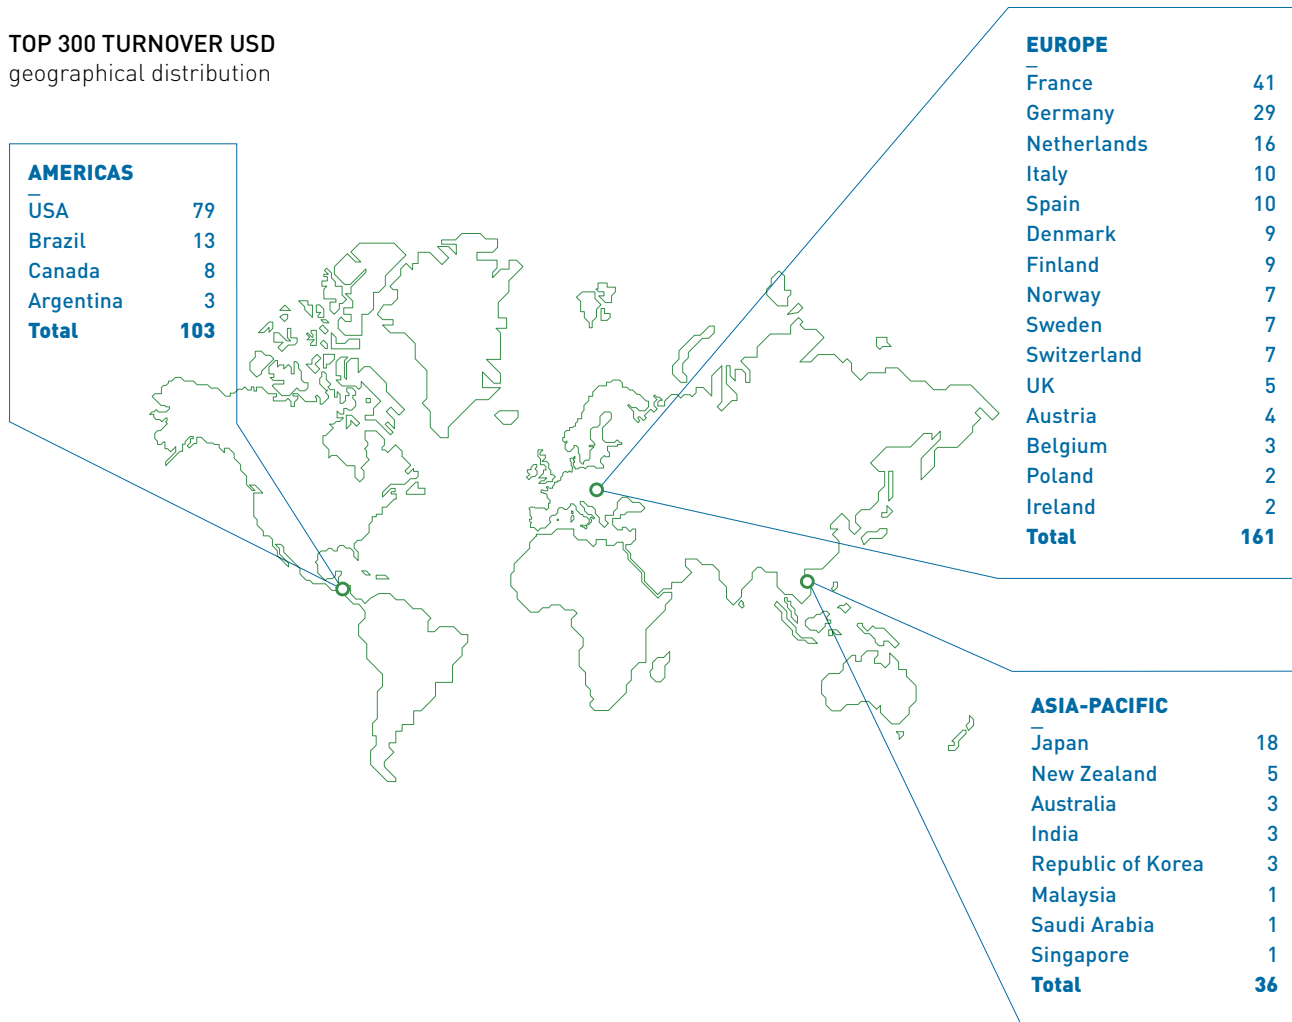 TOP 300 TURNOVER USD
geographical distribution
AMERICAS
USA 79
Brazil 13
Canada 8
Argentina 3
Total 103
EUROPE
France 41
Germany 29
Netherlands 16
Italy 10
Spain 10
Denmark 9
Finland 9
Norway 7
Sweden 7
Switzerland 7
UK 5
Austria 4
Belgium 3
Poland 2
Ireland 2
Total 161
ASIA-PACIFIC
Japan 18
New Zealand 5
Australia 3
India 3
Republic of Korea 3
Malaysia 1
Saudi Arabia 1
Singapore 1
Total 36